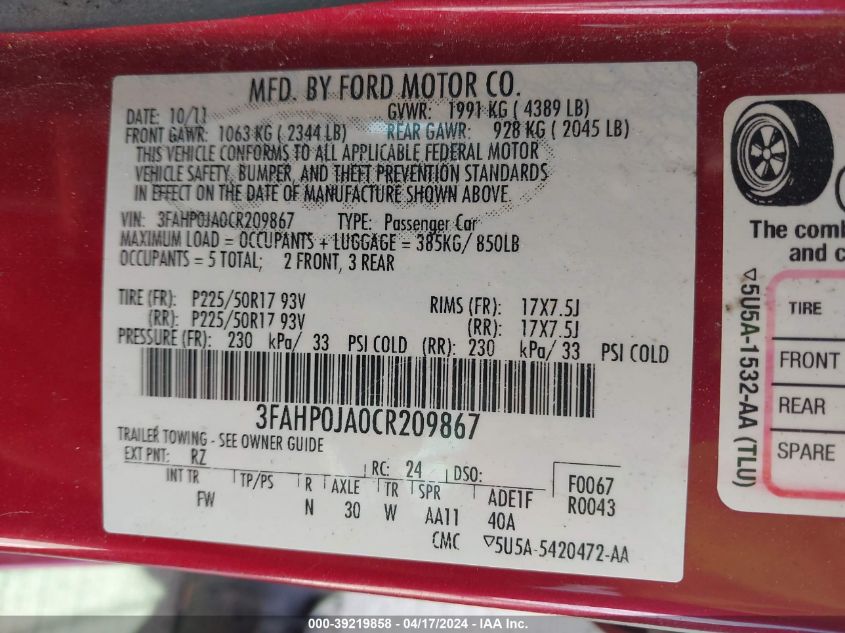 MFD. BY FORD MOTOR CO.
DATE: 10/11 GVWR: 1991 KG ( 4389 LB)
FRONT GAWR: 1063 KG ( 2344 LB) REAR GAWR: 928 KG ( 2045 LB)
THIS VEHICLE CONFORMS TO ALL APPLICABLE FEDERAL MOTOR
VEHICLE SAFETY, BUMPER, AND THEFT PREVENTION STANDARDS
IN EFFECT ON THE DATE OF MANUFACTURE SHOWN ABOVE.
VIN: 3FAHP0JA0CR209867 TYPE: Passenger Car
MAXIMUM LOAD = OCCUPANTS + LUGGAGE = 385KG/ 850LB
OCCUPANTS = 5 TOTAL; 2 FRONT, 3 REAR
TIRE (FR): P225/50R17 93V RIMS (FR): 17X7.5J
(RR): P225/50R17 93V (RR): 17X7.5J
PRESSURE (FR): 230 kPa/ 33 PSI COLD (RR): 230 kPa/ 33 PSI COLD
3FAHP0JA0CR209867
TRAILER TOWING - SEE OWNER GUIDE
EXT PNT: RZ RC: 24 DSO:
INT TR TP/PS R AXLE TR SPR ADE1F F0067
FW N 30 W AA11 40A R0043
CMC ▽5U5A-5420472-AA
The comb
and c
▽5U5A-1532-AA (TLU)
TIRE
FRONT
REAR
SPARE
000-39219858 - 04/17/2024 - IAA Inc.